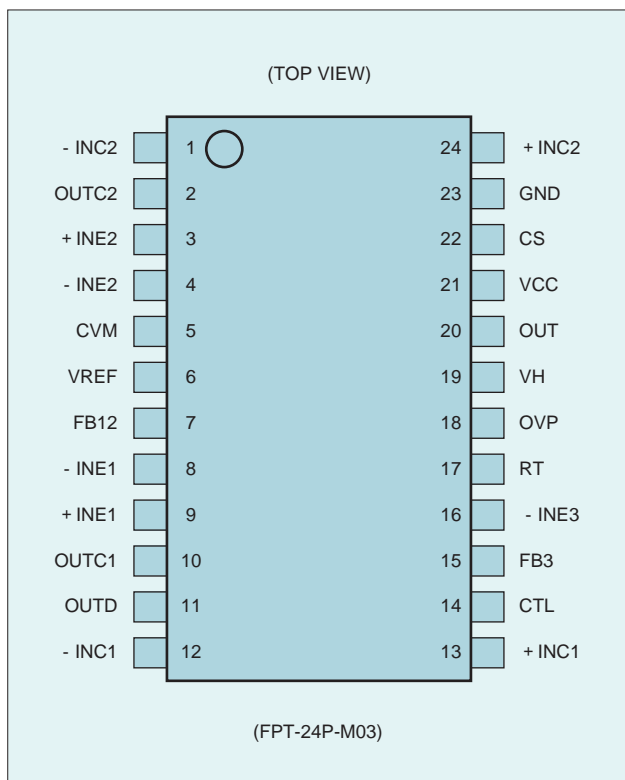 (TOP VIEW)
- INC2 1 24 + INC2
OUTC2 2 23 GND
+ INE2 3 22 CS
- INE2 4 21 VCC
CVM 5 20 OUT
VREF 6 19 VH
FB12 7 18 OVP
- INE1 8 17 RT
+ INE1 9 16 - INE3
OUTC1 10 15 FB3
OUTD 11 14 CTL
- INC1 12 13 + INC1
(FPT-24P-M03)